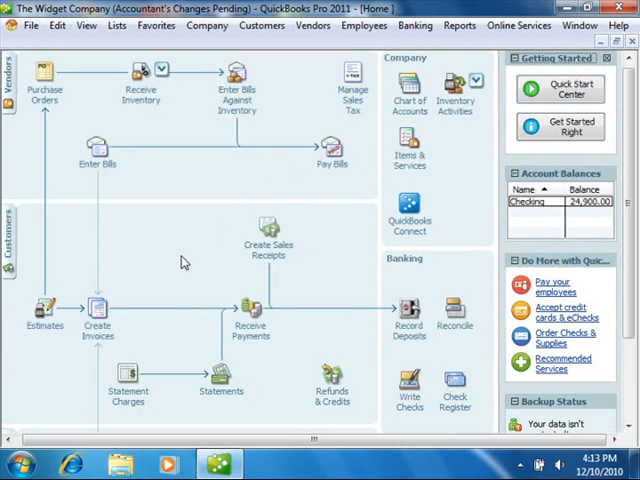 The Widget Company (Accountant's Changes Pending) - QuickBooks Pro 2011 - [Home ]
File Edit View Lists Favorites Company Customers Vendors Employees Banking Reports Online Services Window Help
Vendors
Purchase
Orders
Receive
Inventory
Enter Bills
Against
Inventory
Manage
Sales
Tax
Enter Bills
Pay Bills
Customers
Create Sales
Receipts
Estimates
Create
Invoices
Receive
Payments
Statement
Charges
Statements
Refunds
& Credits
Company
Chart of
Accounts
Inventory
Activities
Items &
Services
QuickBooks
Connect
Banking
Record
Deposits
Reconcile
Write
Checks
Check
Register
Getting Started
Quick Start
Center
Get Started
Right
Account Balances
Name Balance
Checking 24,900.00
Do More with Quic...
Pay your
employees
Accept credit
cards & eChecks
Order Checks &
Supplies
Recommended
Services
Backup Status
Your data isn't
4:13 PM
12/10/2010